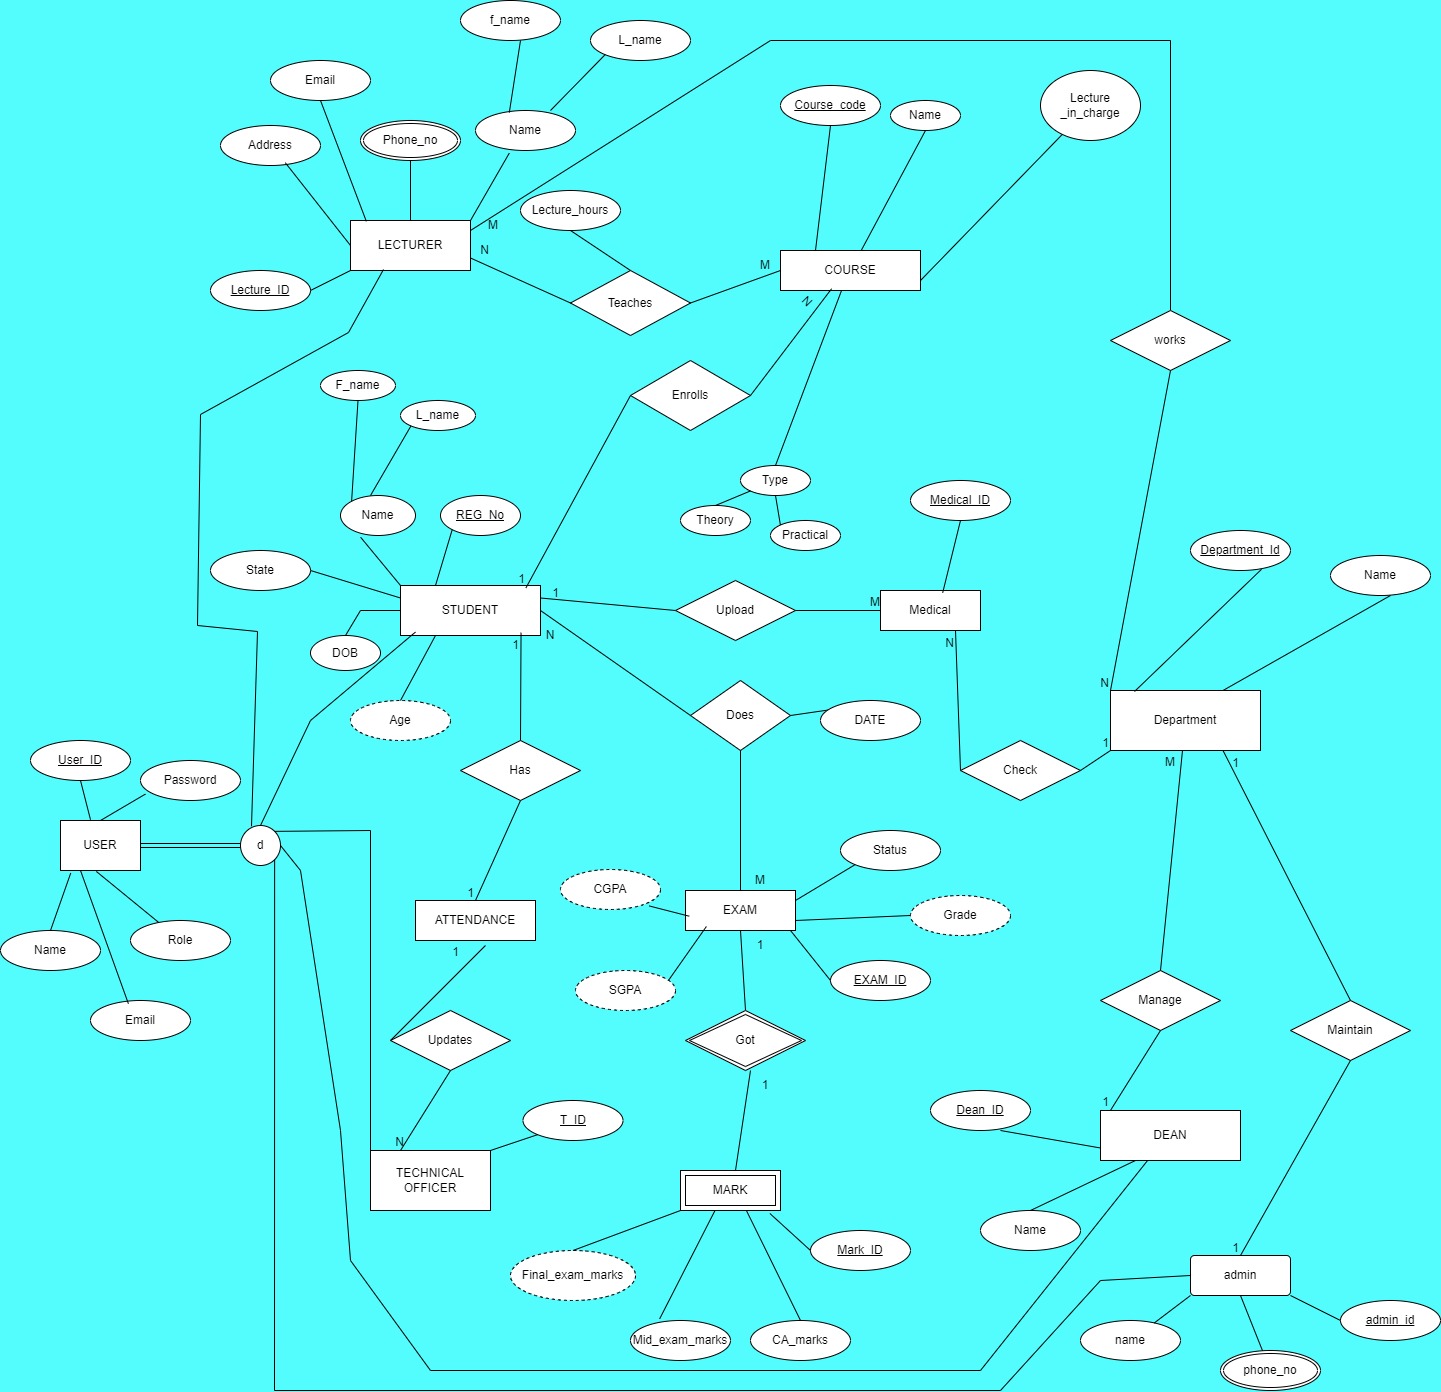 f_name
L_name
Email
Address
Phone_no
Name
Course_code
Name
Lecture
_in_charge
Lecture_hours
M
N
LECTURER
Lecture_ID
Teaches
M
COURSE
N
works
F_name
L_name
Enrolls
Name
REG_No
Type
Theory
Practical
Medical_ID
Department_Id
Name
State
1
STUDENT
1
N
1
DOB
Upload
M
Medical
N
Age
Does
DATE
N
Department
1
M
1
Has
Check
User_ID
Password
USER
d
Name
Role
Email
1
ATTENDANCE
1
M
EXAM
1
CGPA
SGPA
Status
Grade
EXAM_ID
Manage
Maintain
Updates
Got
1
N
T_ID
TECHNICAL
OFFICER
Dean_ID
1
DEAN
Name
MARK
Final_exam_marks
Mark_ID
Mid_exam_marks
CA_marks
1
admin
name
phone_no
admin_id